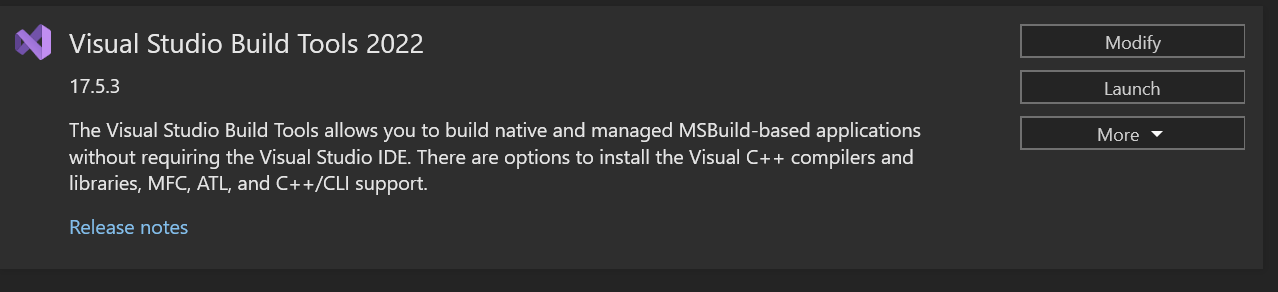 Visual Studio Build Tools 2022
Modify
17.5.3
Launch
The Visual Studio Build Tools allows you to build native and managed MSBuild-based applications
without requiring the Visual Studio IDE. There are options to install the Visual C++ compilers and
libraries, MFC, ATL, and C++/CLI support.
More
Release notes